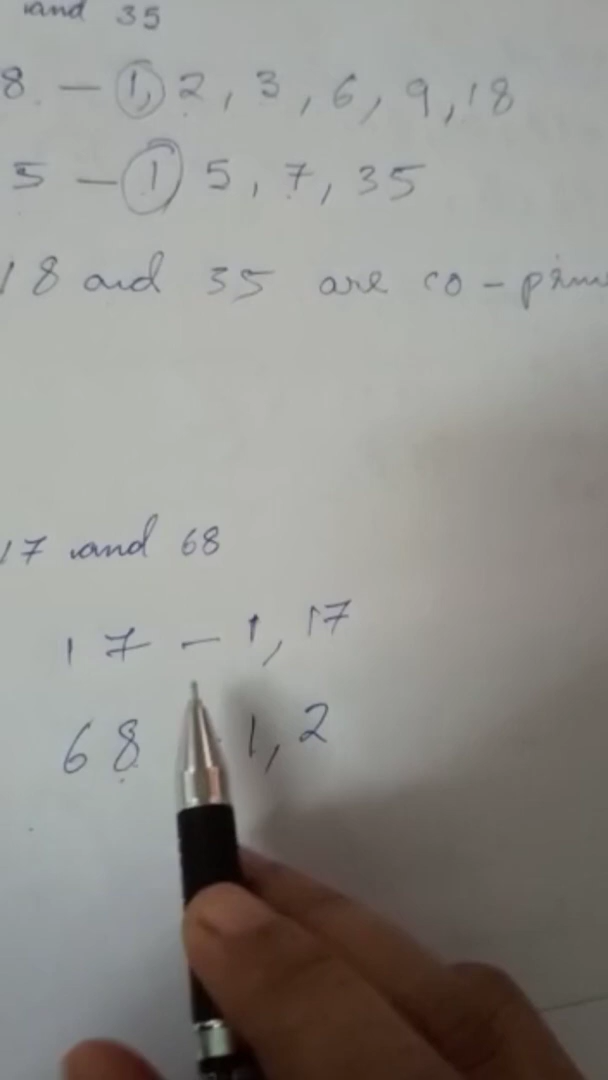 and 35
8 - 1, 2, 3, 6, 9, 18
5 - 1 5, 7, 35
18 and 35 are co-prime
17 and 68
17 - 1, 17
68 1, 2